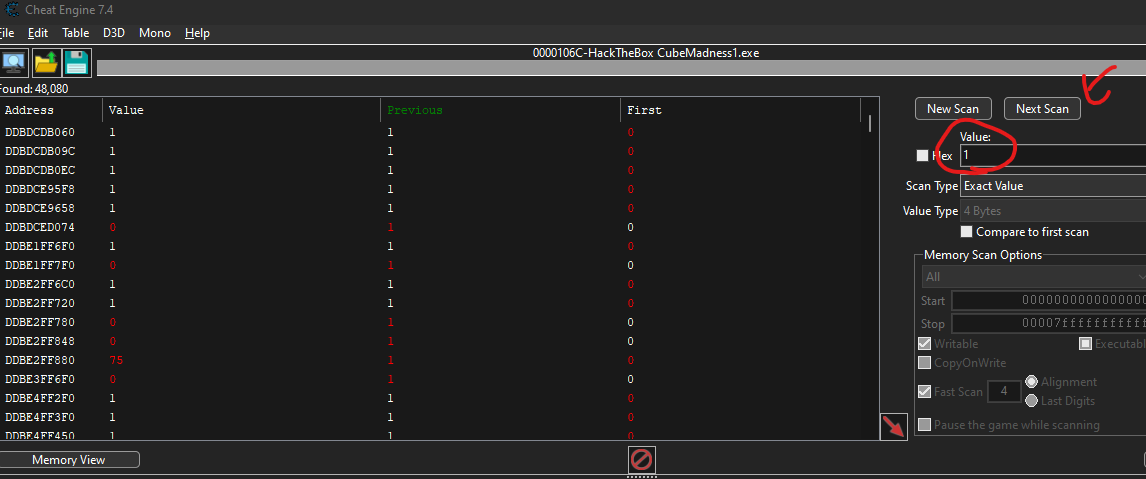 Cheat Engine 7.4
File Edit Table D3D Mono Help
0000106C-HackTheBox CubeMadness1.exe
Found: 48,080
Address Value Previous First
DDBDCDB060 1 1 0
DDBDCDB09C 1 1 0
DDBDCDB0EC 1 1 0
DDBDCE95F8 1 1 0
DDBDCE9658 1 1 0
DDBDCED074 0 1 0
DDBE1FF6F0 1 1 0
DDBE1FF7F0 0 1 0
DDBE2FF6C0 1 1 0
DDBE2FF720 1 1 0
DDBE2FF780 0 1 0
DDBE2FF848 0 1 0
DDBE2FF880 75 1 0
DDBE3FF6F0 0 1 0
DDBE4FF2F0 1 1 0
DDBE4FF3F0 1 1 0
DDBE4FF450 1 1 0
New Scan Next Scan
Value:
Hex 1
Scan Type Exact Value
Value Type 4 Bytes
Compare to first scan
Memory Scan Options
All
Start 0000000000000000
Stop 00007fffffffffff
Writable Executabl
CopyOnWrite
Fast Scan 4 Alignment
Last Digits
Pause the game while scanning
Memory View